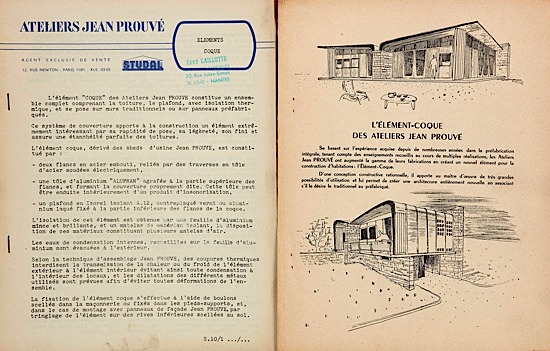 ATELIERS JEAN PROUVÉ
AGENT EXCLUSIF DE VENTE
12, RUE NEWTON - PARIS (16e) - KLE. 03-65
STUDAL
ELEMENTS
COQUE
L'élément "COQUE" des Ateliers Jean PROUVE constitue un ensem-
ble complet comprenant la toiture, le plafond, avec isolation ther-
mique, et se pose sur murs traditionnels ou sur panneaux préfabri-
qués.
Ce système de couverture apporte à la construction un élément extrê-
mement intéressant par sa rapidité de pose, sa légèreté, son fini et
assure une étanchéité parfaite des toitures.
L'élément coque, dérivé des sheds d'usine Jean PROUVE, est consti-
tué par :
- deux flancs en acier embouti, reliés par des traverses en tôle
d'acier soudées électriquement,
- d'une tôle d'aluminium "ALUFRAN" agrafée à la partie supérieure des
flancs, et formant la couverture proprement dite. Cette tôle peut
être enduite intérieurement d'un produit d'insonorisation,
- un plafond en Isorel isolant A.12, contreplaqué verni ou alumi-
nium laqué fixé à la partie inférieure des flancs de la coque.
L'isolation de cet élément est obtenue par une feuille d'aluminium
mince et brillante, et un matelas de matériau isolant, la disposi-
tion de ces matériaux constituant plusieurs matelas d'air.
Les eaux de condensation internes, recueillies sur la feuille d'alu-
minium sont évacuées à l'extérieur.
Selon la technique d'assemblage Jean PROUVE, des coupures thermiques
interdisent la transmission de la chaleur ou du froid de l'élément
extérieur à l'élément intérieur évitant ainsi toute condensation à
l'intérieur des locaux, et les dilatations des différents métaux
utilisés sont prévues afin d'éviter toutes déformations de l'en-
semble.
La fixation de l'élément coque s'effectue à l'aide de boulons
scellés dans la maçonnerie ou fixés dans les pieds-supports, et,
dans le cas de montage avec panneaux de façade Jean PROUVE, par
tringlage de l'élément sur des rives inférieures scellées au sol.
S.10/1 .../...
L'ÉLÉMENT-COQUE
DES ATELIERS JEAN PROUVÉ
Se basant sur l'expérience acquise depuis de nombreuses années dans la préfabrication
intégrale, tenant compte des enseignements recueillis au cours de multiples réalisations, les Ateliers
Jean PROUVÉ ont augmenté la gamme de leurs fabrications en créant un nouvel élément pour la
construction d'habitations : l'Élément-Coque.
D'une conception constructive rationnelle, il apporte au maître d'œuvre de très grandes
possibilités d'utilisation et lui permet de créer une architecture entièrement nouvelle en associant
s'il le désire le traditionnel au préfabriqué.